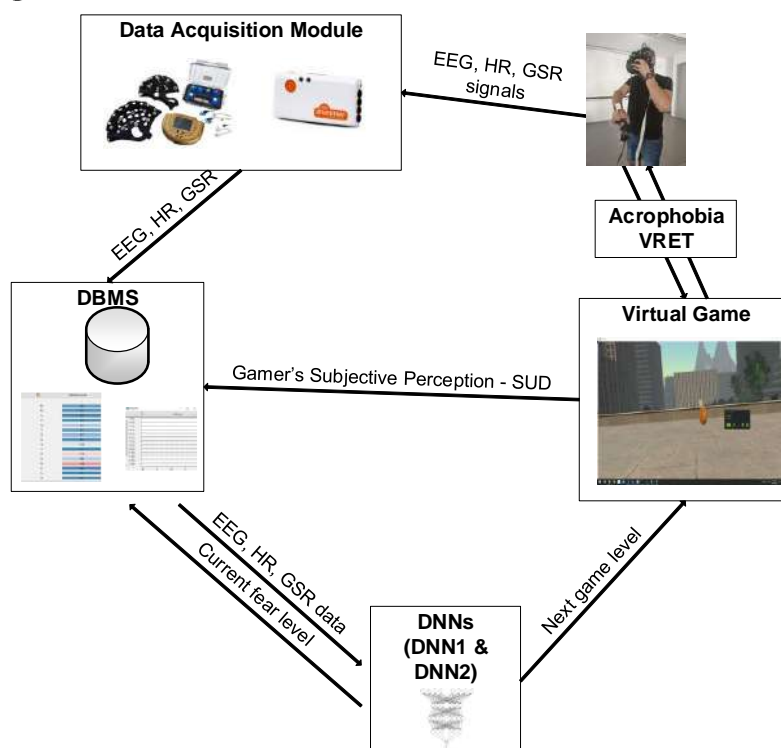 Data Acquisition Module
EEG, HR, GSR
signals
EEG, HR, GSR
Acrophobia
VRET
DBMS
Virtual Game
Gamer's Subjective Perception - SUD
EEG, HR, GSR data
Current fear level
Next game level
DNNs
(DNN1 &
DNN2)